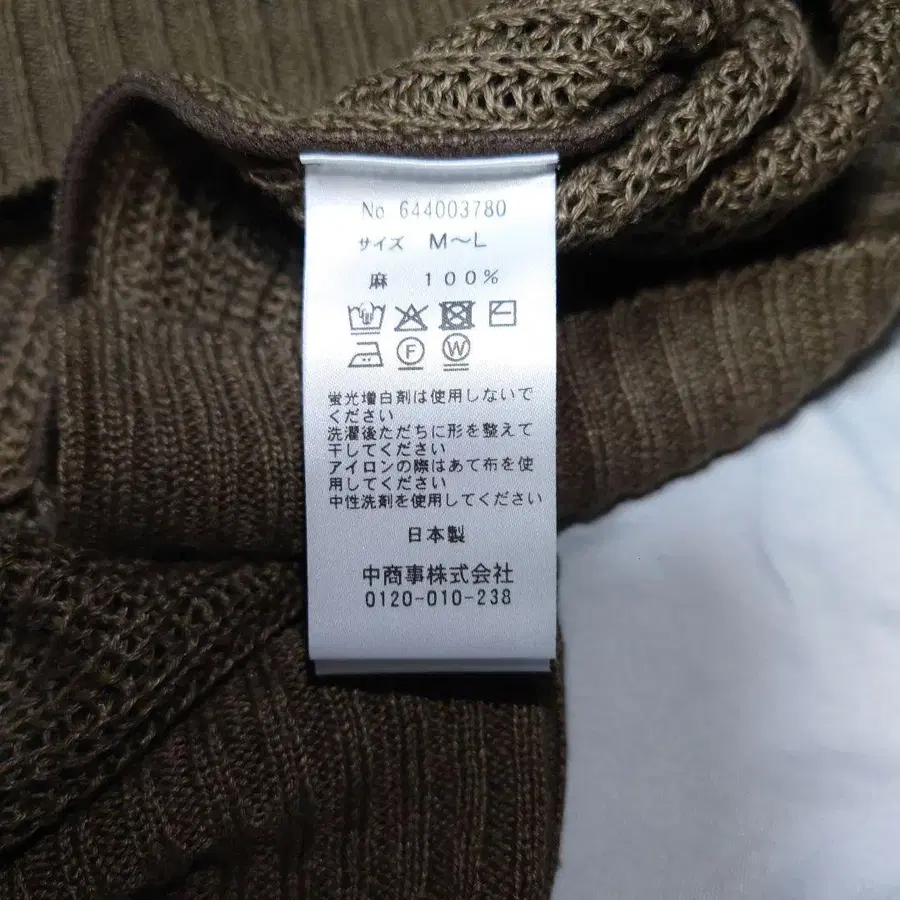 No 644003780
サイズ M～L
麻 100%
F W
蛍光増白剤は使用しないで
ください
洗濯後ただちに形を整えて
干してください
アイロンの際はあて布を使
用してください
中性洗剤を使用してください
日本製
中商事株式会社
0120-010-238